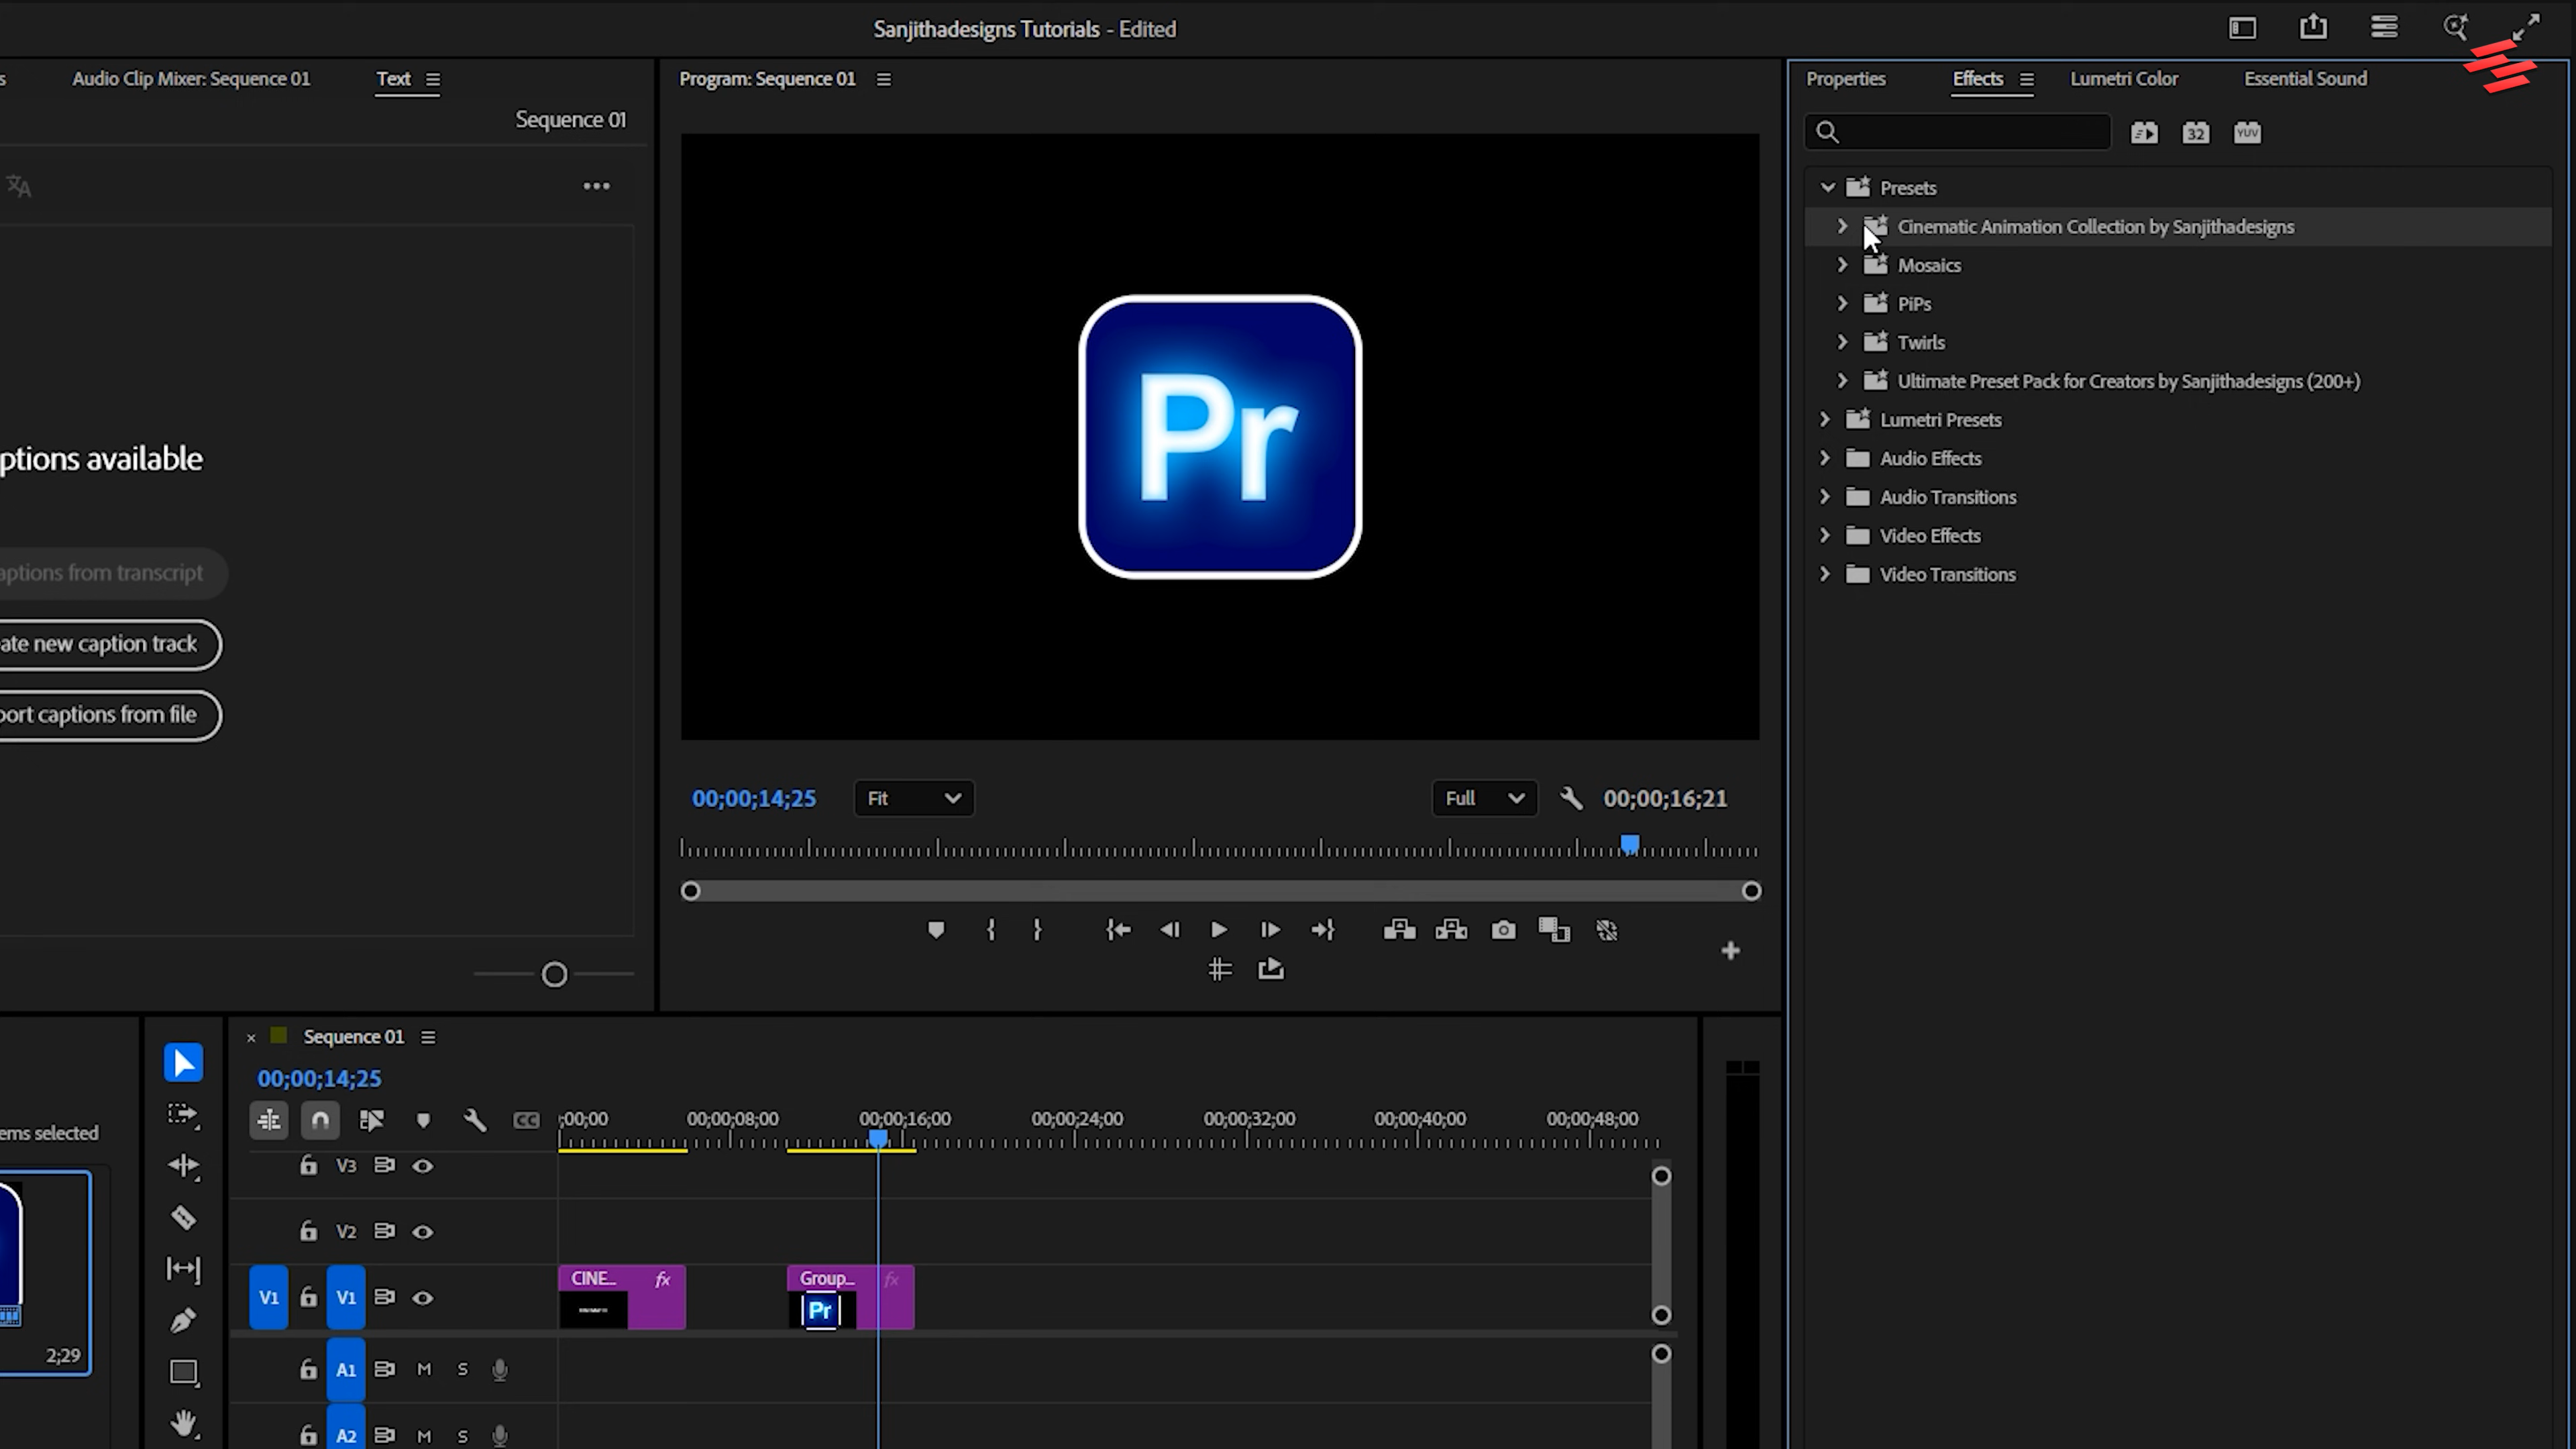 Sanjithadesigns Tutorials - Edited
s
Audio Clip Mixer: Sequence 01
Text
Program: Sequence 01
Properties
Effects
Lumetri Color
Essential Sound
Sequence 01
32
YUV
Presets
Cinematic Animation Collection by Sanjithadesigns
Mosaics
PiPs
Twirls
Ultimate Preset Pack for Creators by Sanjithadesigns (200+)
Lumetri Presets
Audio Effects
Audio Transitions
Video Effects
Video Transitions
Pr
ptions available
aptions from transcript
ate new caption track
port captions from file
00;00;14;25
Fit
Full
00;00;16;21
Sequence 01
00;00;14;25
CC
;00;00
00;00;08;00
00;00;16;00
00;00;24;00
00;00;32;00
00;00;40;00
00;00;48;00
ems selected
V3
V2
V1
V1
CINE...
fx
Group...
fx
Pr
2;29
A1
M
S
A2
M
S